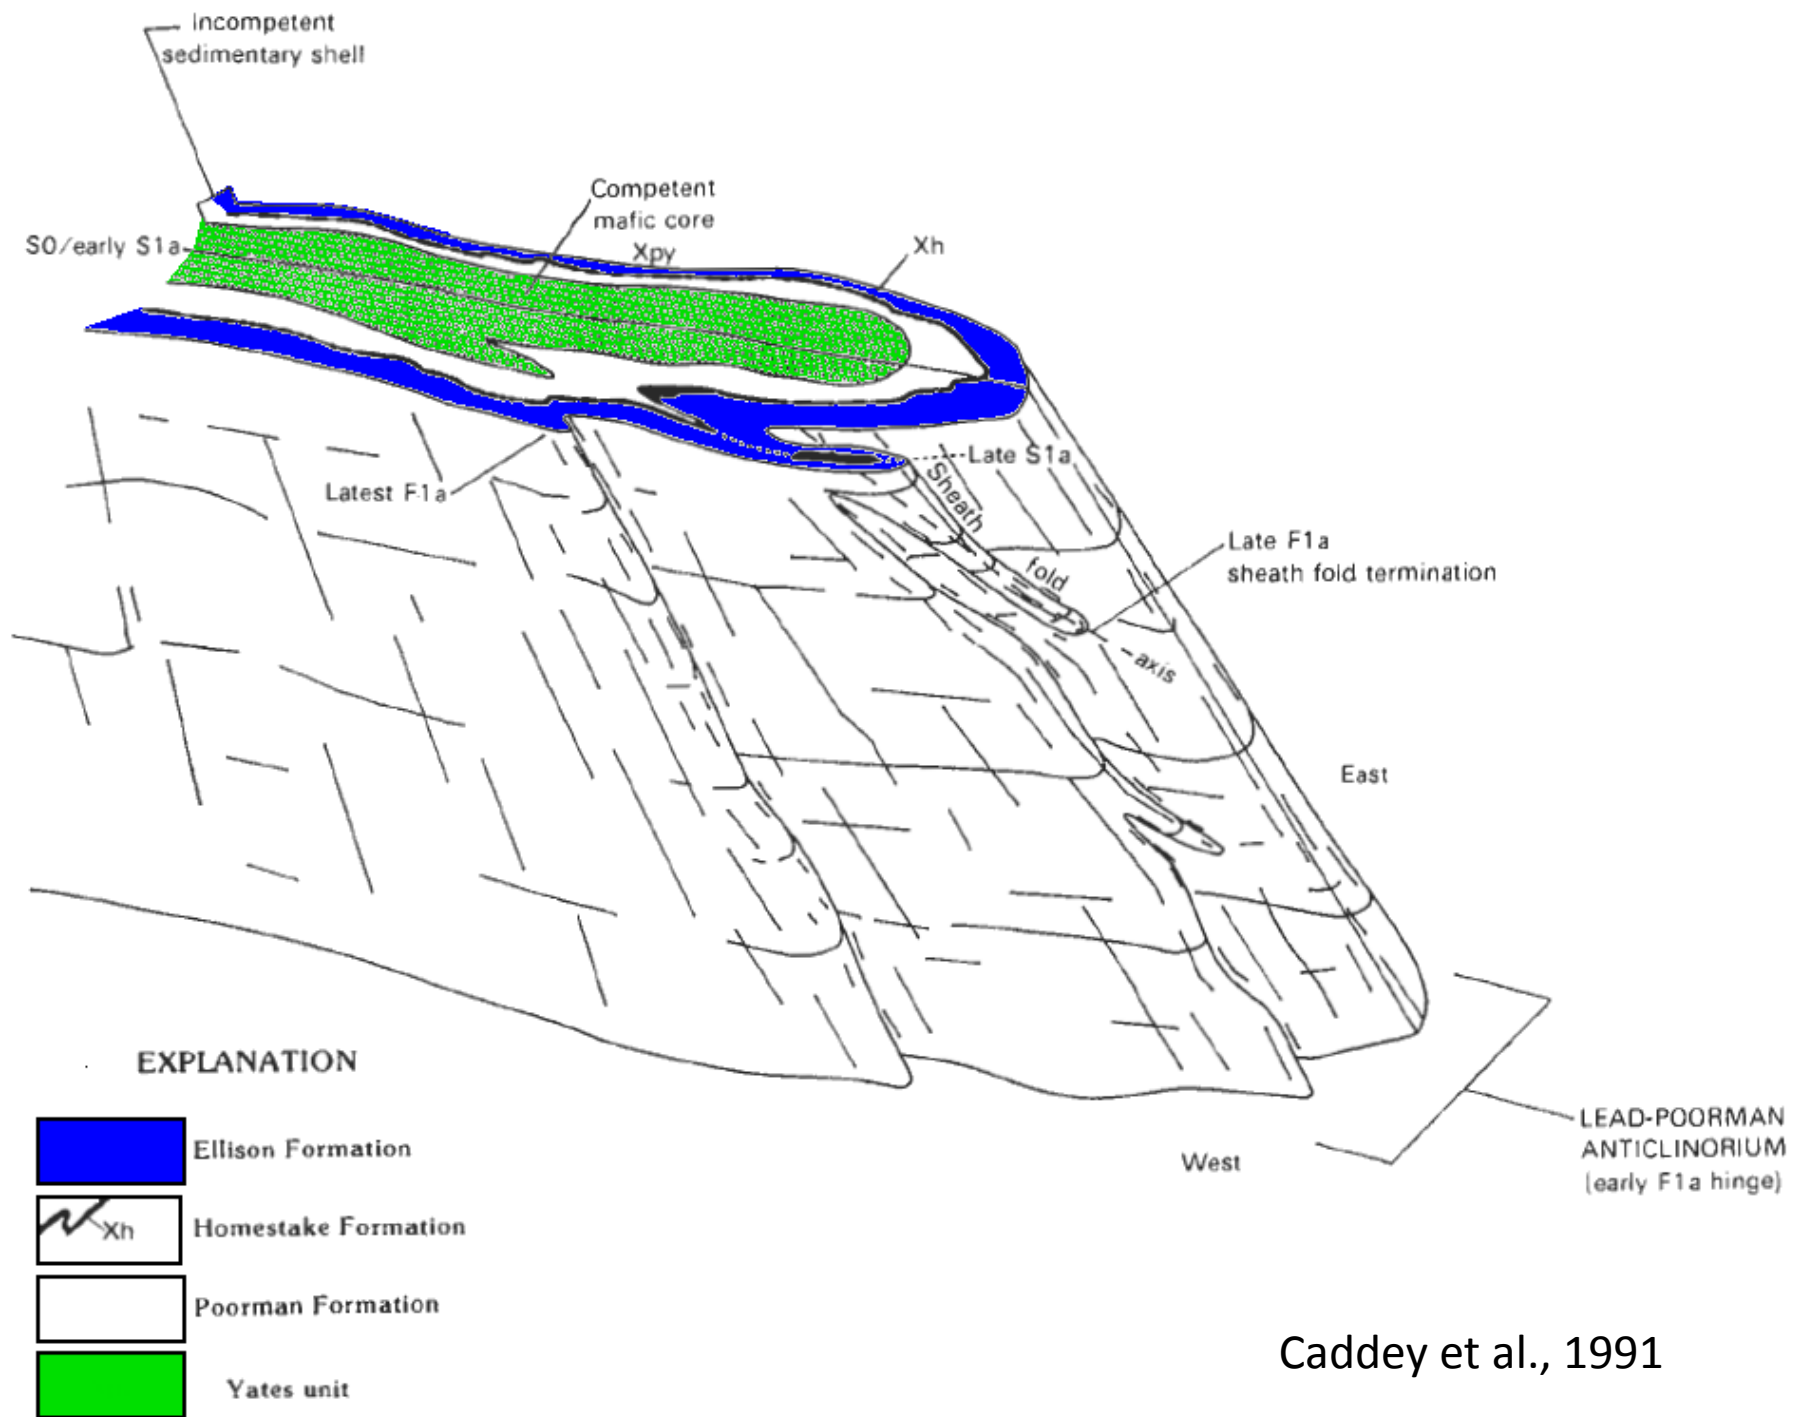 Incompetent
sedimentary shell
Competent
mafic core
Xpy
Xh
S0/early S1a
Late S1a
Latest F1a
Sheath
fold
axis
Late F1a
sheath fold termination
East
West
LEAD-POORMAN
ANTICLINORIUM
(early F1a hinge)
EXPLANATION
Ellison Formation
Xh
Homestake Formation
Poorman Formation
Yates unit
Caddey et al., 1991